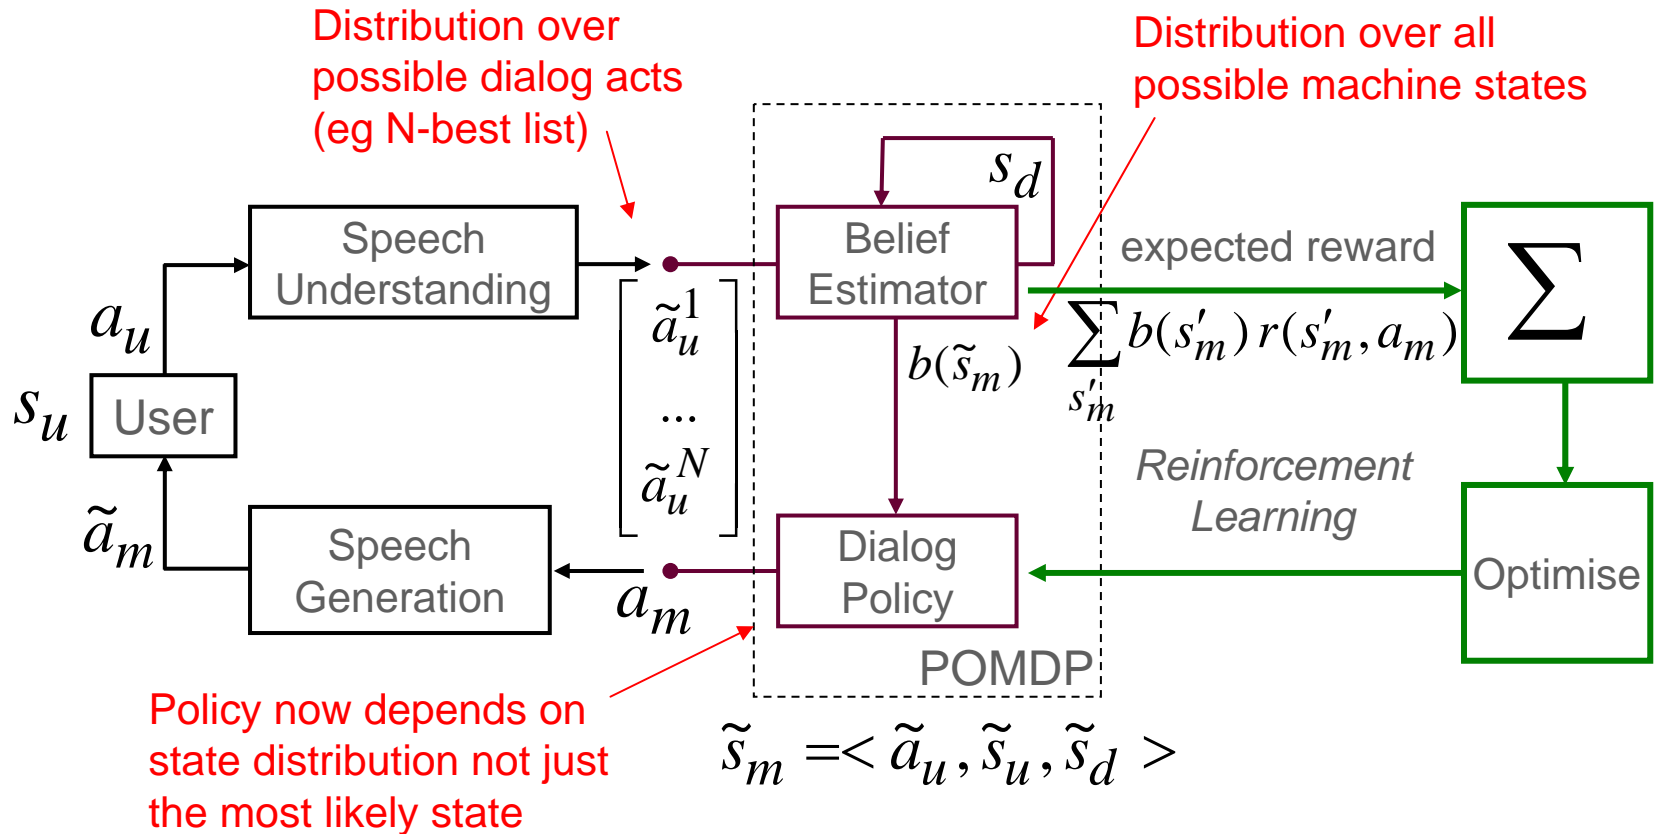 Distribution over
possible dialog acts
(eg N-best list)
Distribution over all
possible machine states
s_d
Speech
Understanding
Belief
Estimator
expected reward
∑
a_u
ã_u^1
...
ã_u^N
b(s̃_m)
∑_{s′_m} b(s′_m) r(s′_m, a_m)
s_u
User
Reinforcement
Learning
ã_m
Speech
Generation
a_m
Dialog
Policy
Optimise
POMDP
Policy now depends on
state distribution not just
the most likely state
s̃_m =< ã_u, s̃_u, s̃_d >